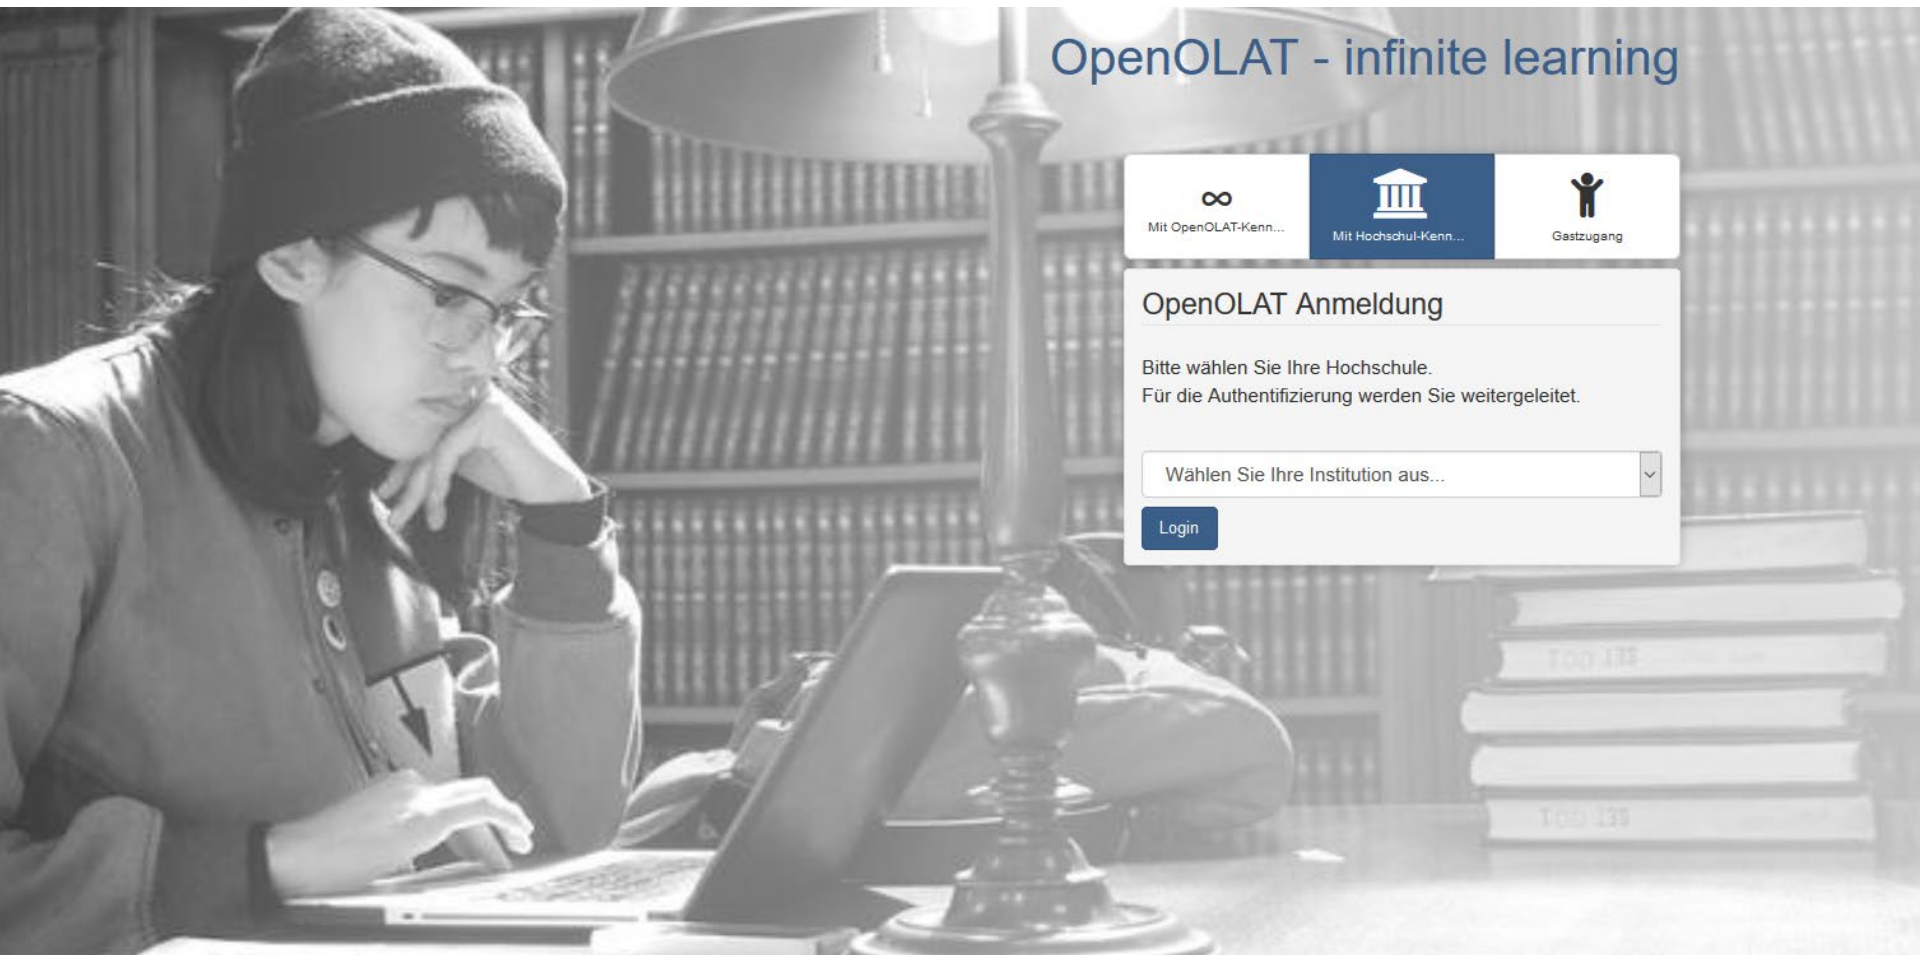 OpenOLAT - infinite learning
∞
Mit OpenOLAT-Kenn...
Mit Hochschul-Kenn...
Gastzugang
OpenOLAT Anmeldung
Bitte wählen Sie Ihre Hochschule.
Für die Authentifizierung werden Sie weitergeleitet.
Wählen Sie Ihre Institution aus...
Login